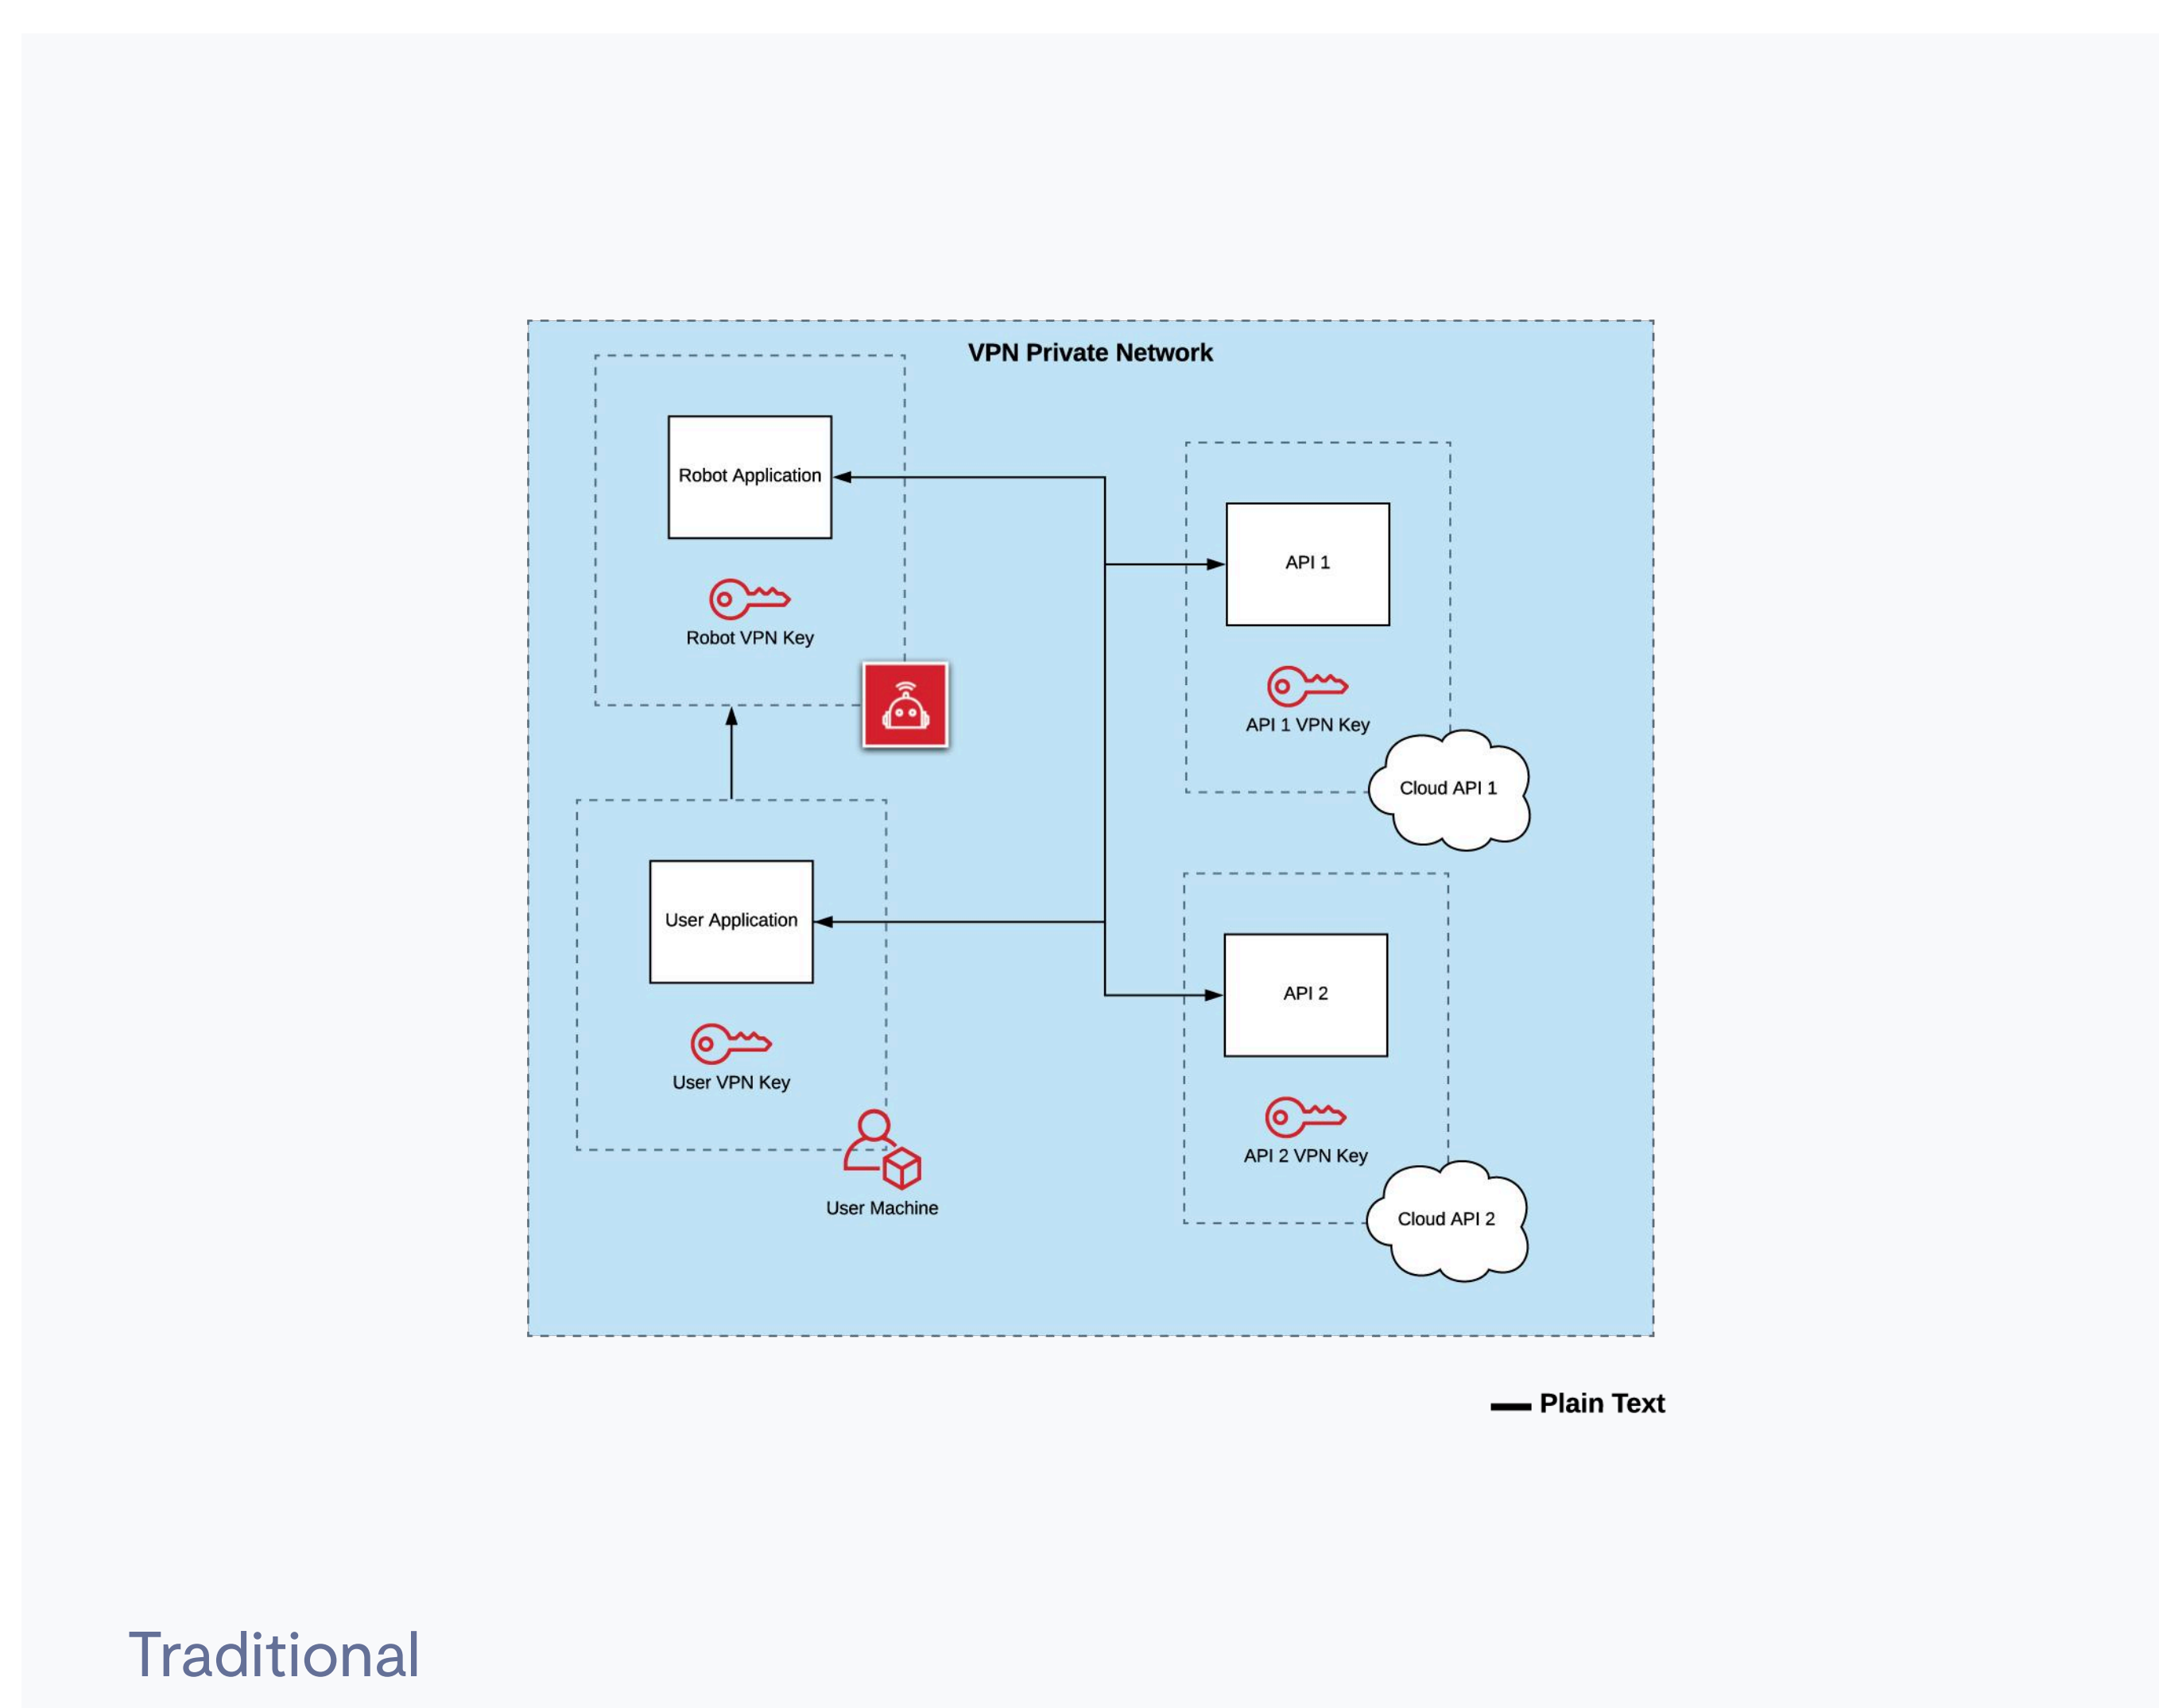 VPN Private Network
Robot Application
Robot VPN Key
API 1
API 1 VPN Key
Cloud API 1
User Application
User VPN Key
User Machine
API 2
API 2 VPN Key
Cloud API 2
Plain Text
Traditional